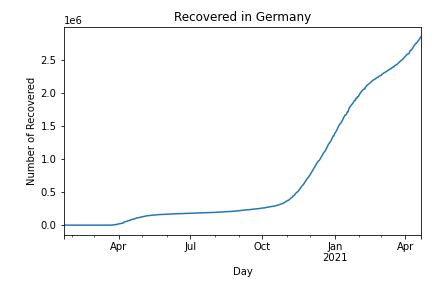 Recovered in Germany
1e6
2.5
2.0
1.5
1.0
0.5
0.0
Number of Recovered
Apr
Jul
Oct
Jan
2021
Apr
Day